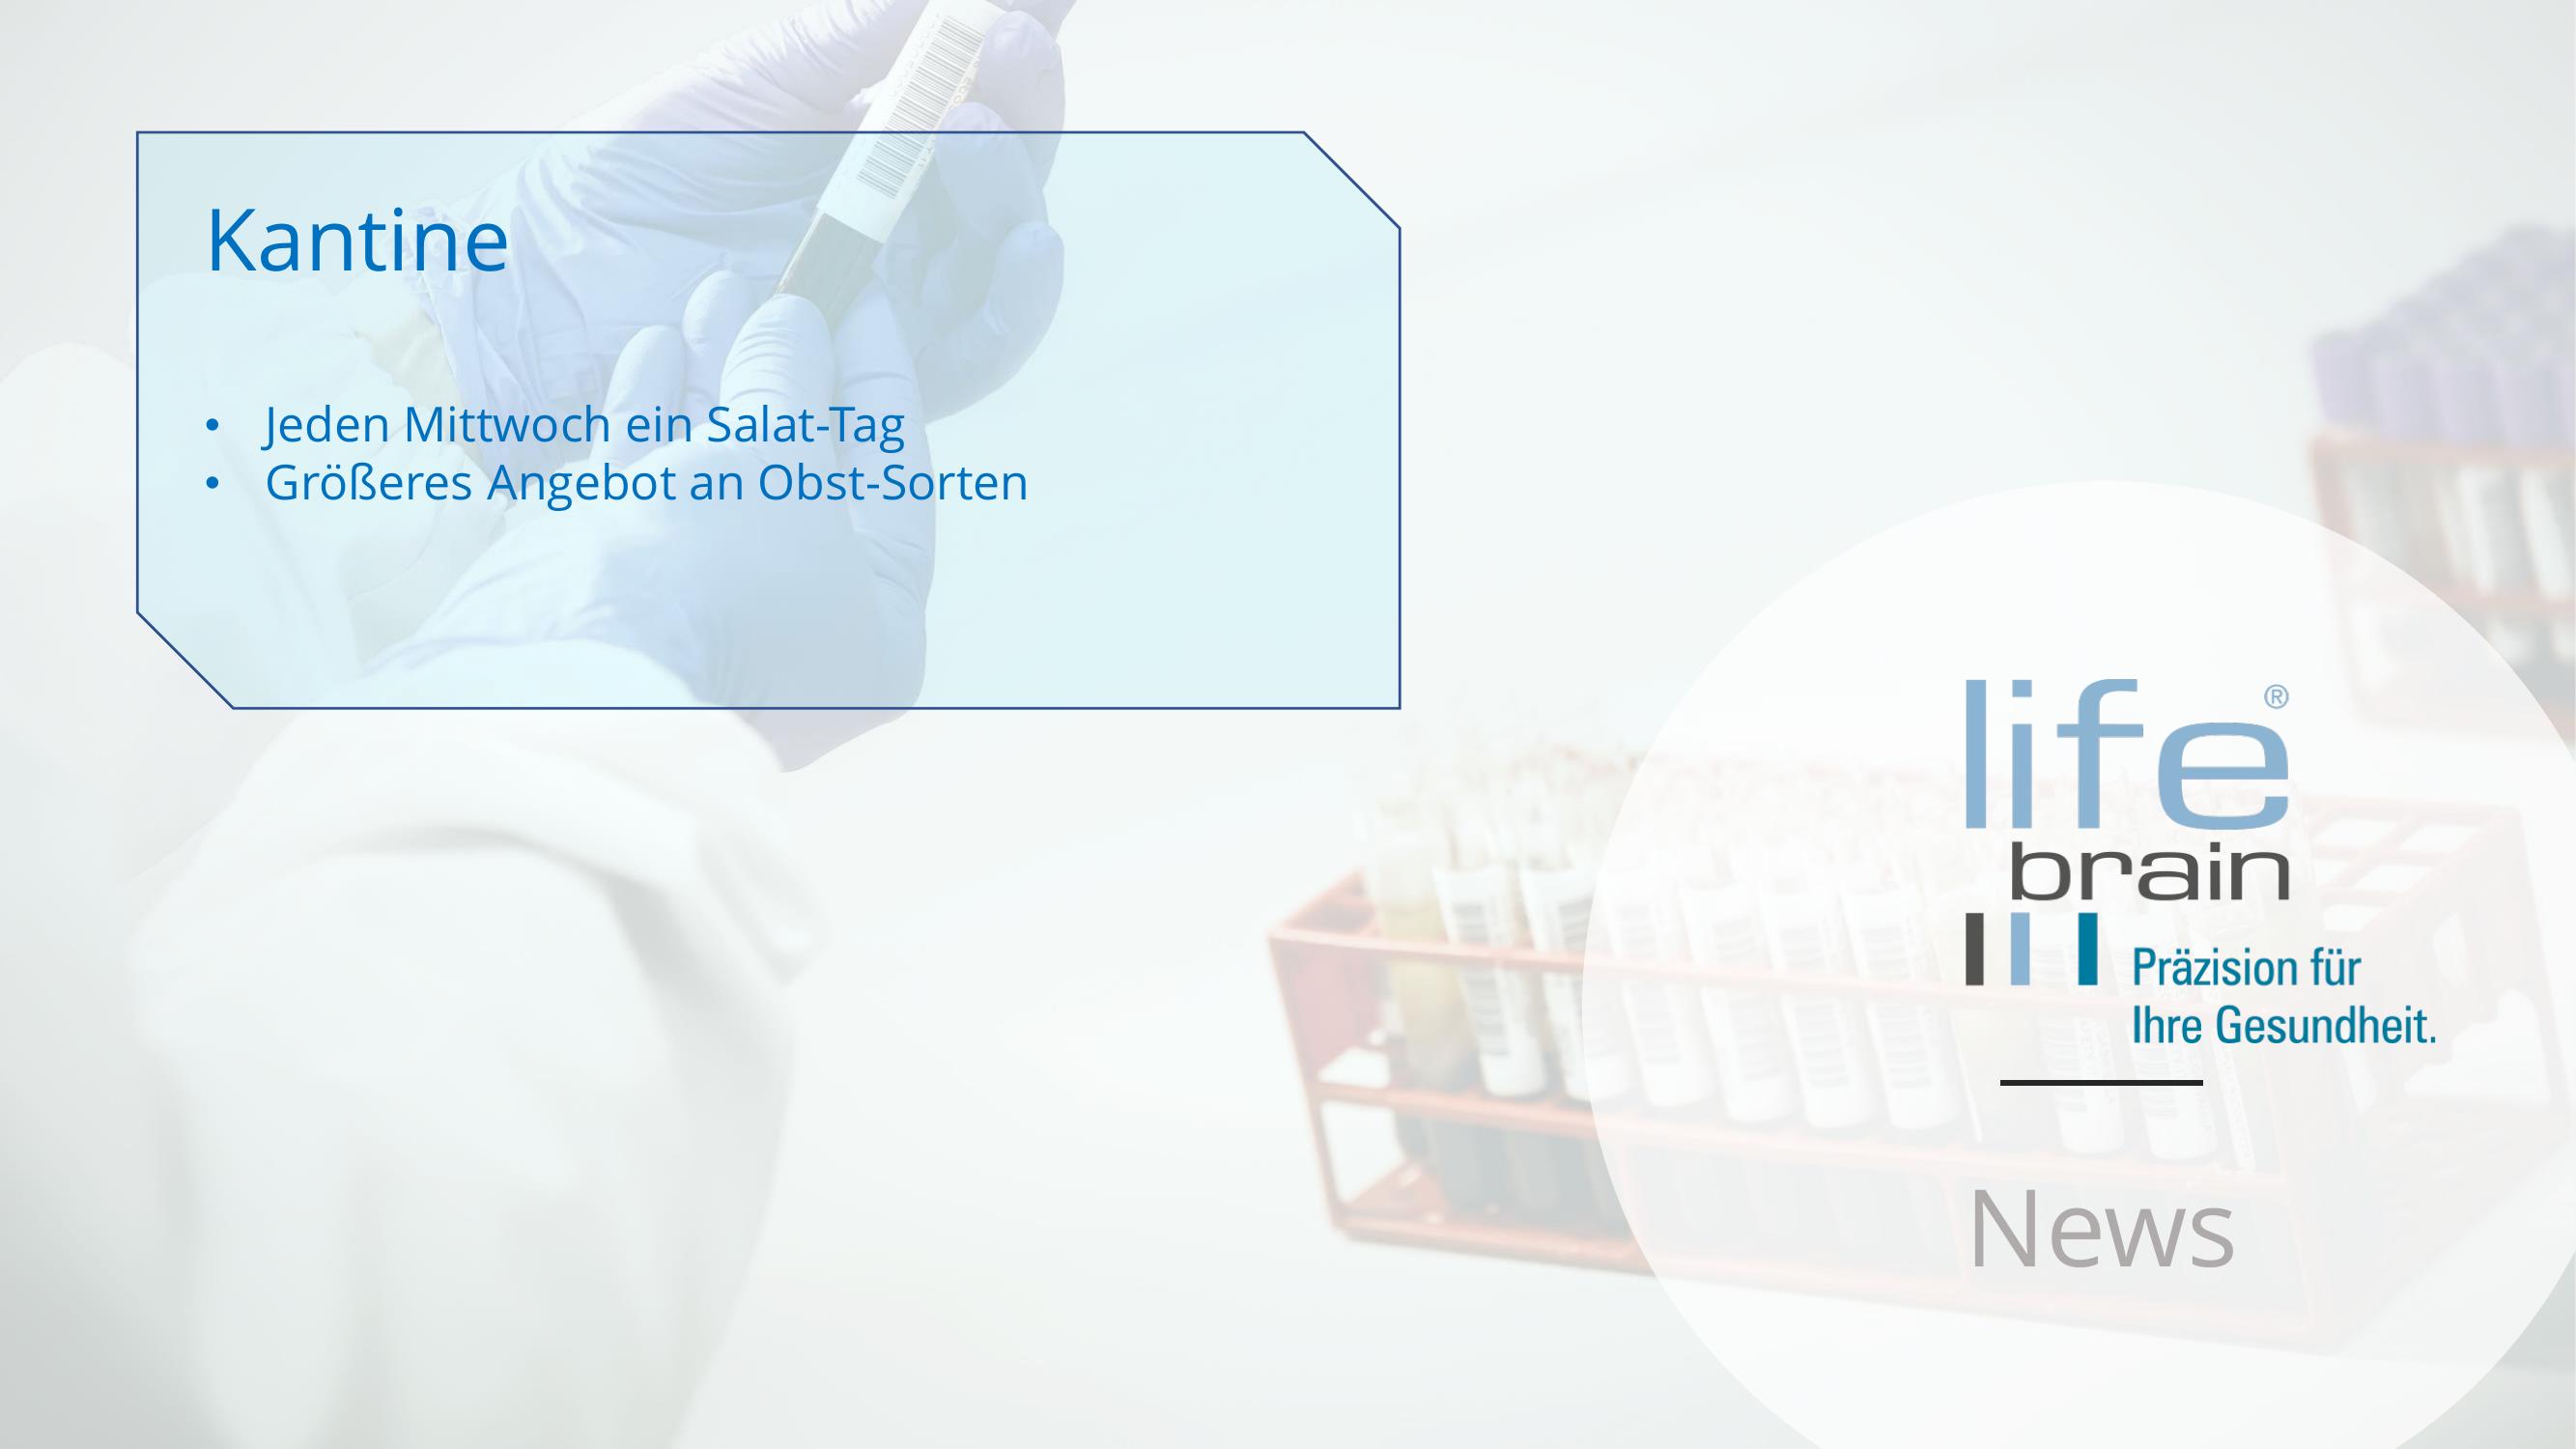 Kantine
• Jeden Mittwoch ein Salat-Tag
• Größeres Angebot an Obst-Sorten
life®
brain
Präzision für
Ihre Gesundheit.
News